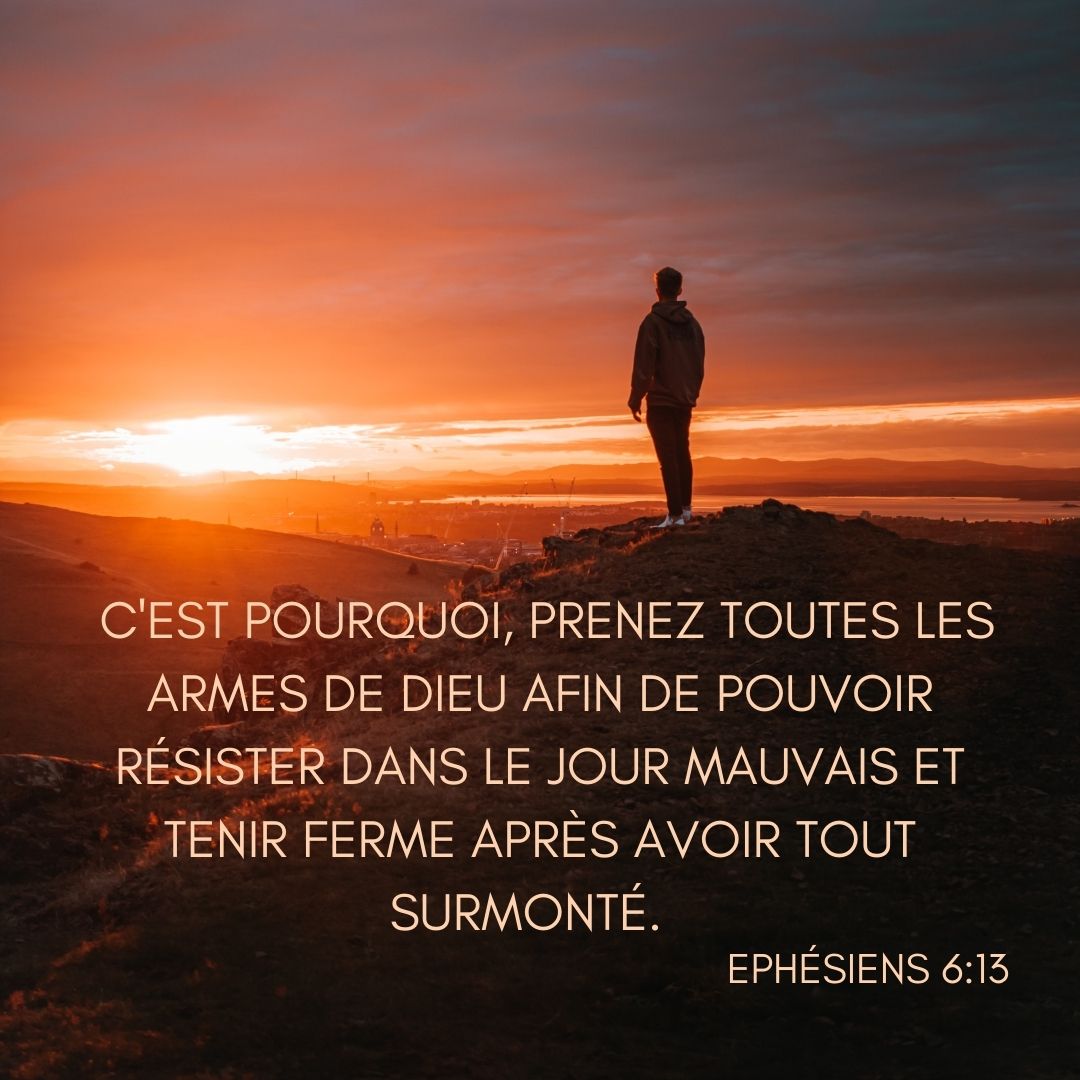 C'EST POURQUOI, PRENEZ TOUTES LES
ARMES DE DIEU AFIN DE POUVOIR
RÉSISTER DANS LE JOUR MAUVAIS ET
TENIR FERME APRÈS AVOIR TOUT
SURMONTÉ.
EPHÉSIENS 6:13